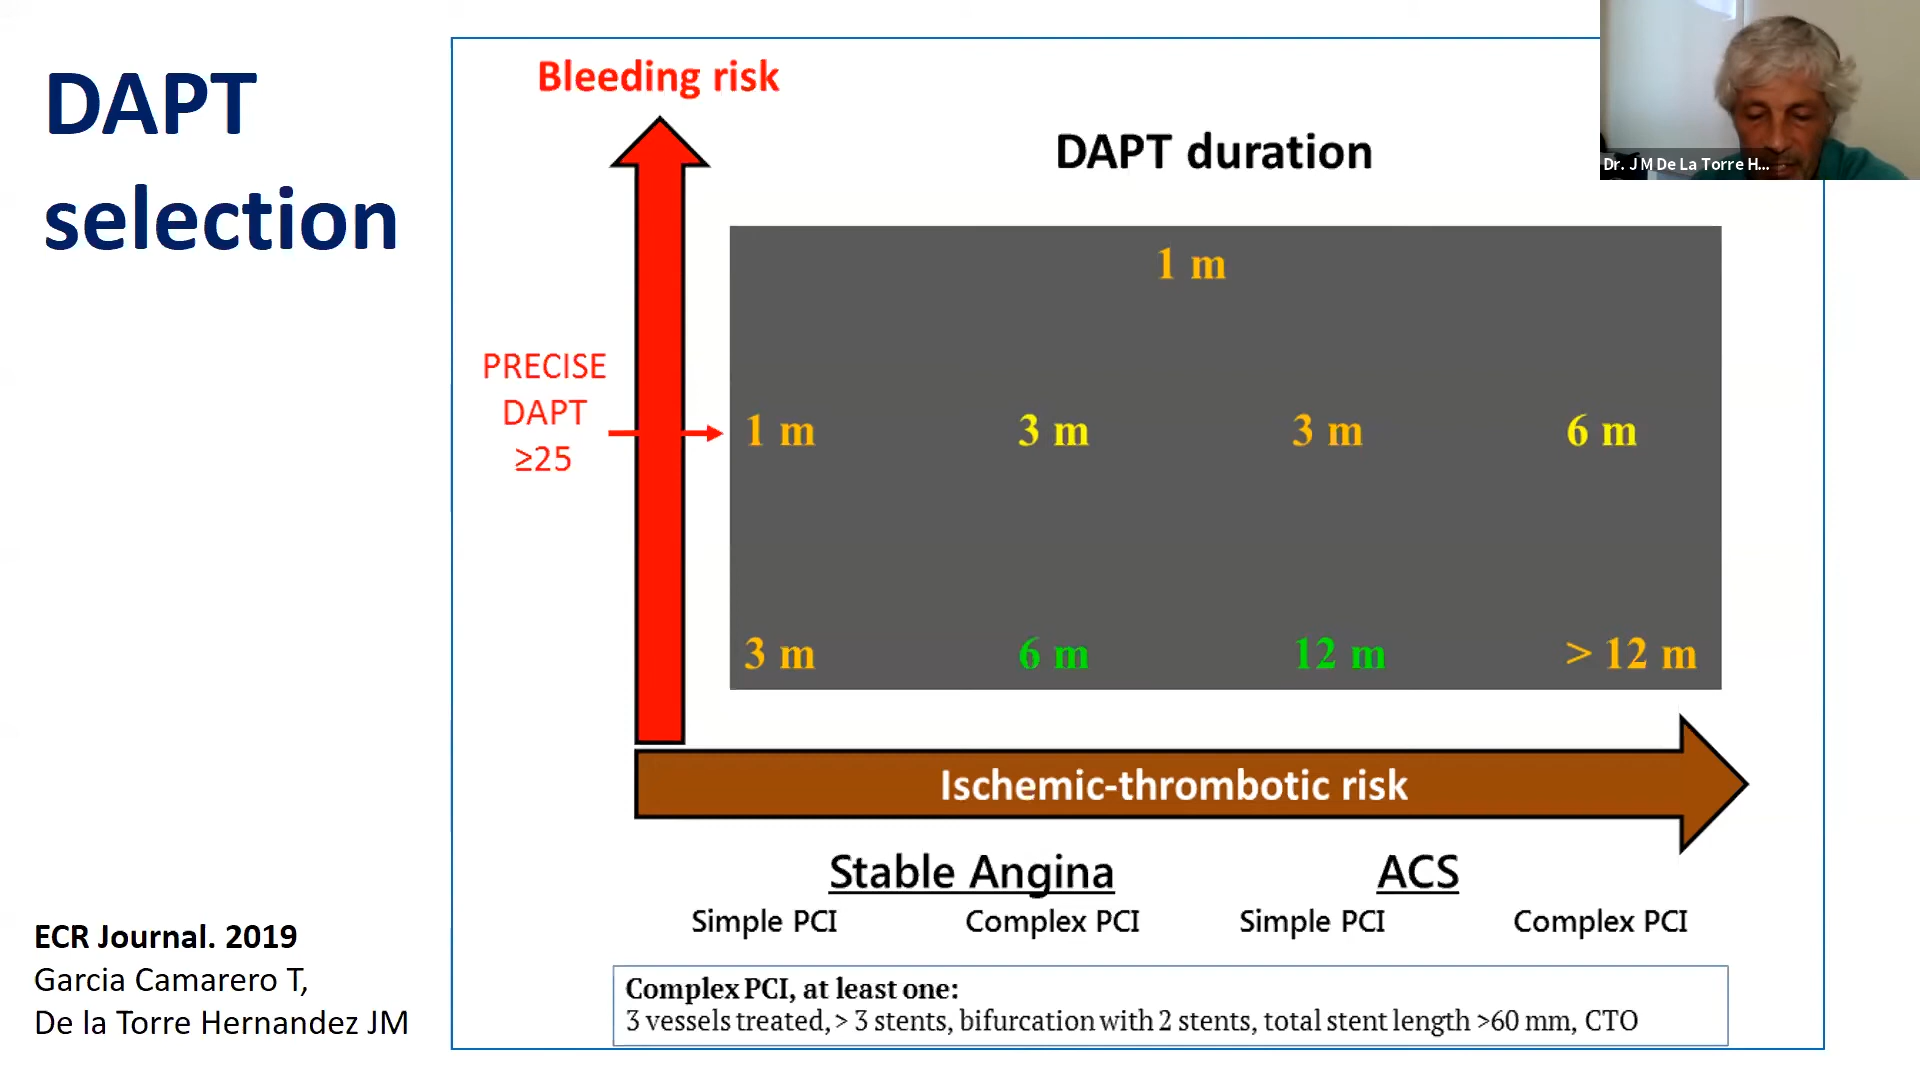 DAPT
selection
Bleeding risk
DAPT duration
Dr. J M De La Torre H...
1 m
PRECISE
DAPT
≥25
1 m 3 m 3 m 6 m
3 m 6 m 12 m > 12 m
Ischemic-thrombotic risk
Stable Angina ACS
Simple PCI Complex PCI Simple PCI Complex PCI
ECR Journal. 2019
Garcia Camarero T,
De la Torre Hernandez JM
Complex PCI, at least one:
3 vessels treated, > 3 stents, bifurcation with 2 stents, total stent length >60 mm, CTO